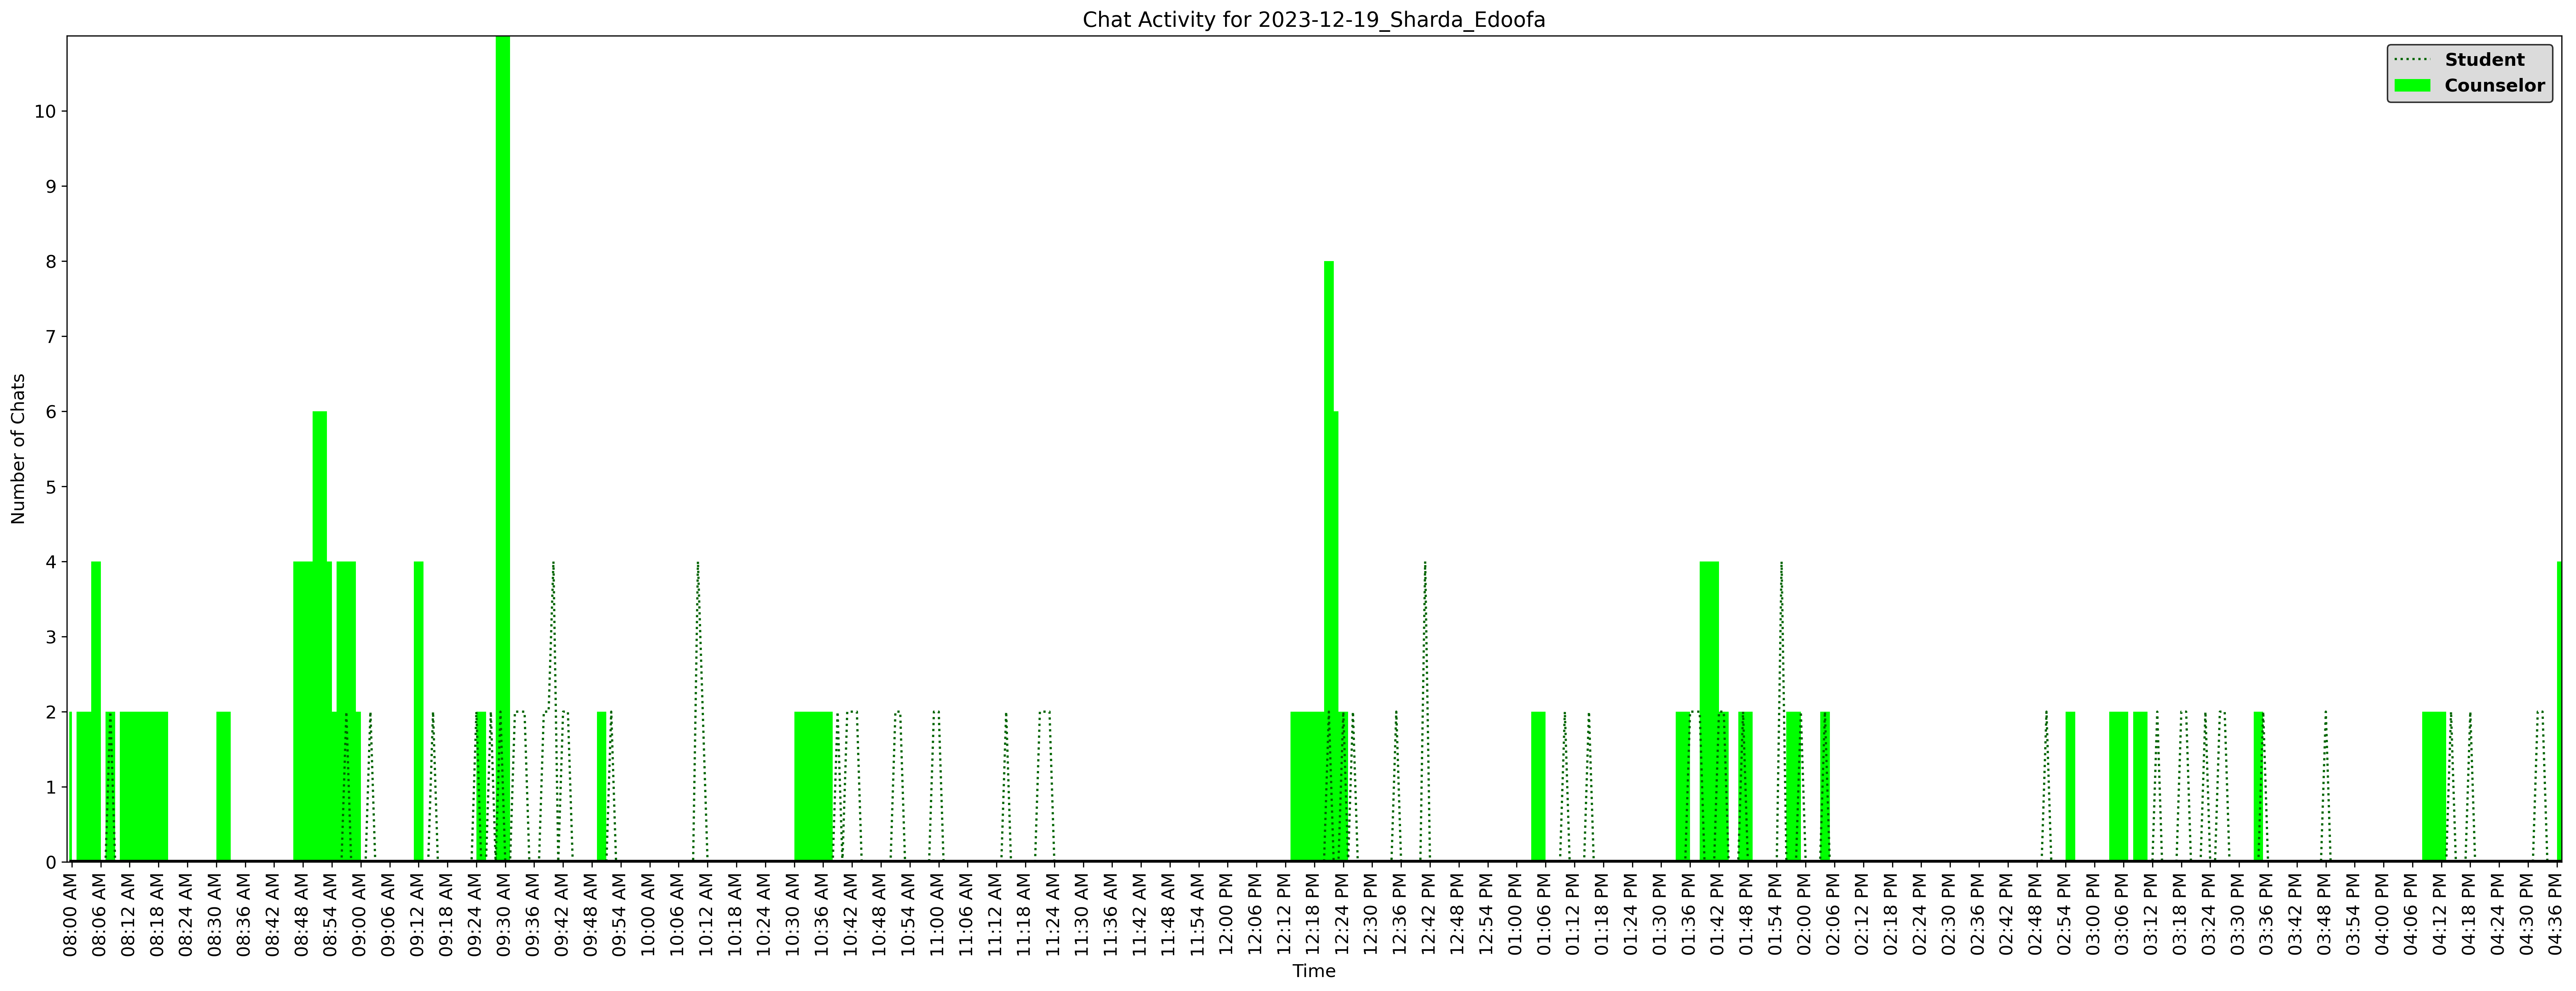 Chat Activity for 2023-12-19_Sharda_Edoofa
Student
Counselor
Number of Chats
10
9
8
7
6
5
4
3
2
1
0
08:00 AM
08:06 AM
08:12 AM
08:18 AM
08:24 AM
08:30 AM
08:36 AM
08:42 AM
08:48 AM
08:54 AM
09:00 AM
09:06 AM
09:12 AM
09:18 AM
09:24 AM
09:30 AM
09:36 AM
09:42 AM
09:48 AM
09:54 AM
10:00 AM
10:06 AM
10:12 AM
10:18 AM
10:24 AM
10:30 AM
10:36 AM
10:42 AM
10:48 AM
10:54 AM
11:00 AM
11:06 AM
11:12 AM
11:18 AM
11:24 AM
11:30 AM
11:36 AM
11:42 AM
11:48 AM
11:54 AM
12:00 PM
12:06 PM
12:12 PM
12:18 PM
12:24 PM
12:30 PM
12:36 PM
12:42 PM
12:48 PM
12:54 PM
01:00 PM
01:06 PM
01:12 PM
01:18 PM
01:24 PM
01:30 PM
01:36 PM
01:42 PM
01:48 PM
01:54 PM
02:00 PM
02:06 PM
02:12 PM
02:18 PM
02:24 PM
02:30 PM
02:36 PM
02:42 PM
02:48 PM
02:54 PM
03:00 PM
03:06 PM
03:12 PM
03:18 PM
03:24 PM
03:30 PM
03:36 PM
03:42 PM
03:48 PM
03:54 PM
04:00 PM
04:06 PM
04:12 PM
04:18 PM
04:24 PM
04:30 PM
04:36 PM
Time